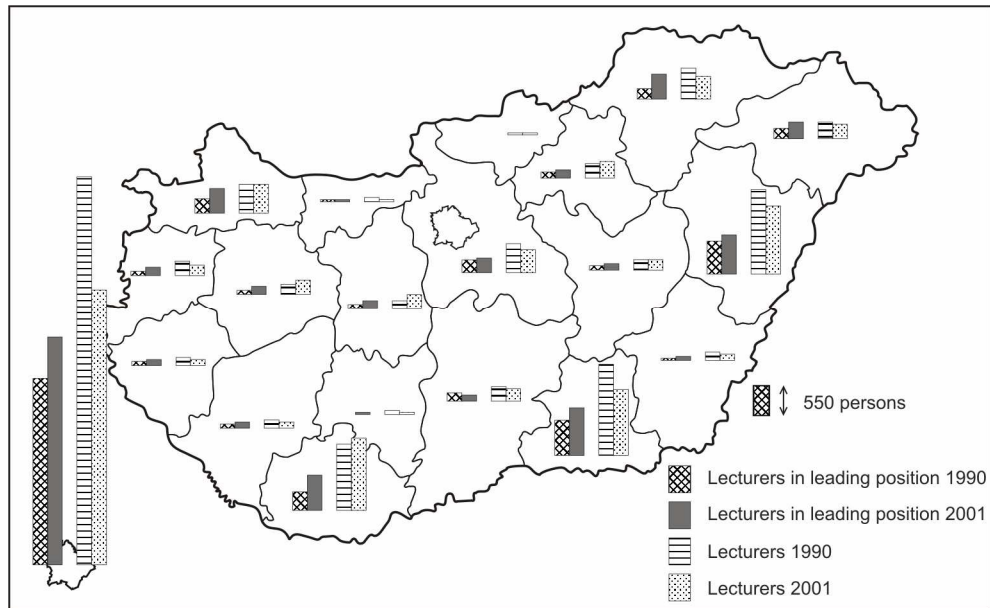 550 persons
Lecturers in leading position 1990
Lecturers in leading position 2001
Lecturers 1990
Lecturers 2001